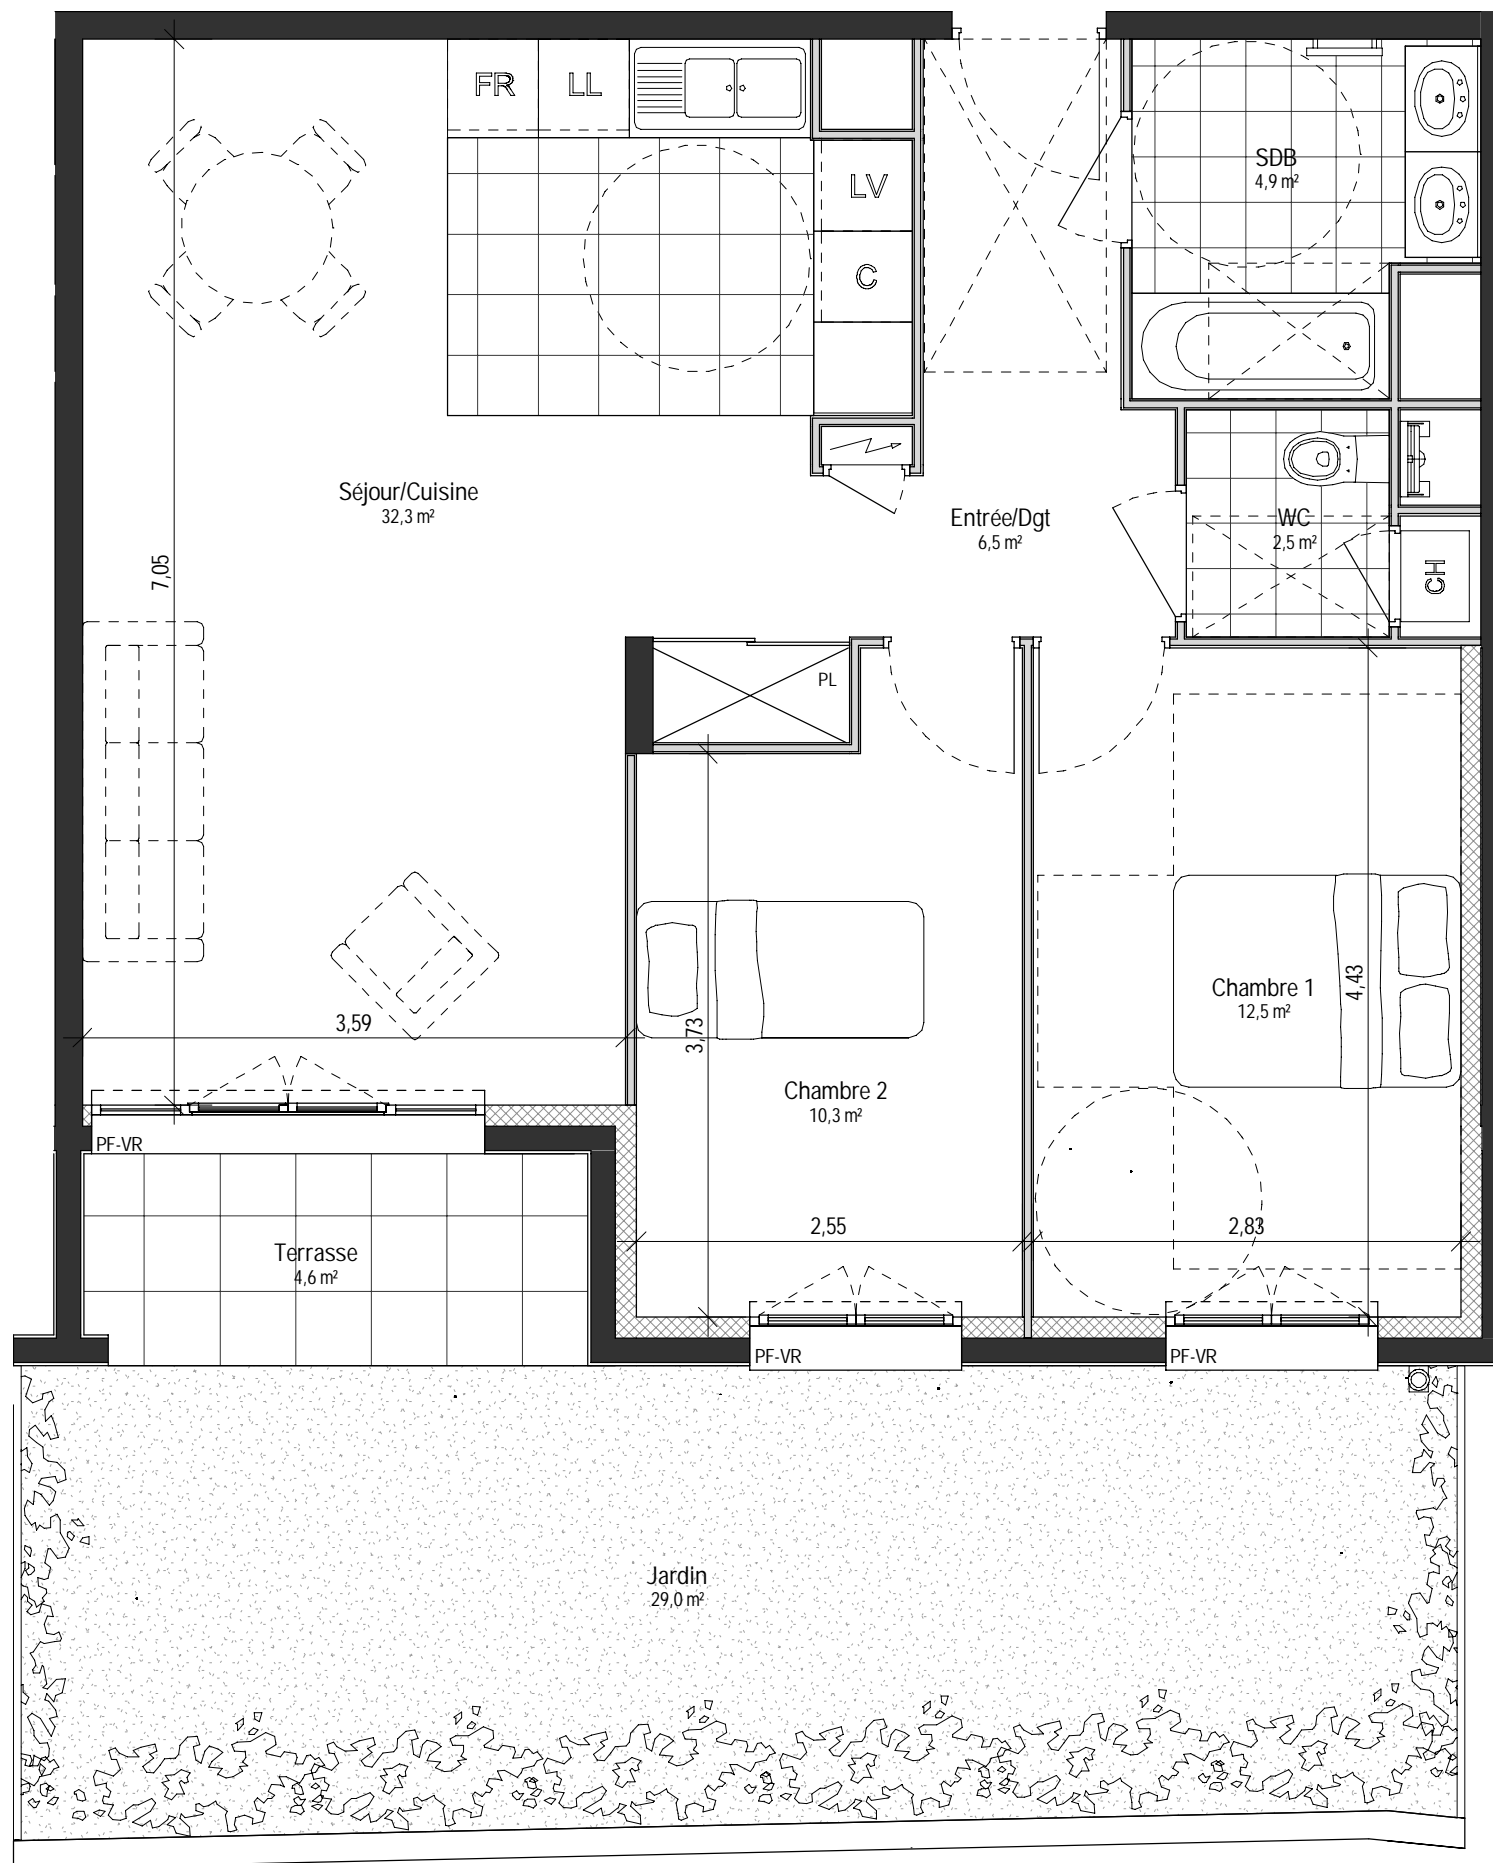 FR
LL
LV
C
SDB
4,9 m²
Séjour/Cuisine
32,3 m²
Entrée/Dgt
6,5 m²
WC
2,5 m²
CH
7,05
PL
3,59
3,73
4,43
Chambre 1
12,5 m²
Chambre 2
10,3 m²
PF-VR
2,55
2,83
Terrasse
4,6 m²
PF-VR
PF-VR
Jardin
29,0 m²